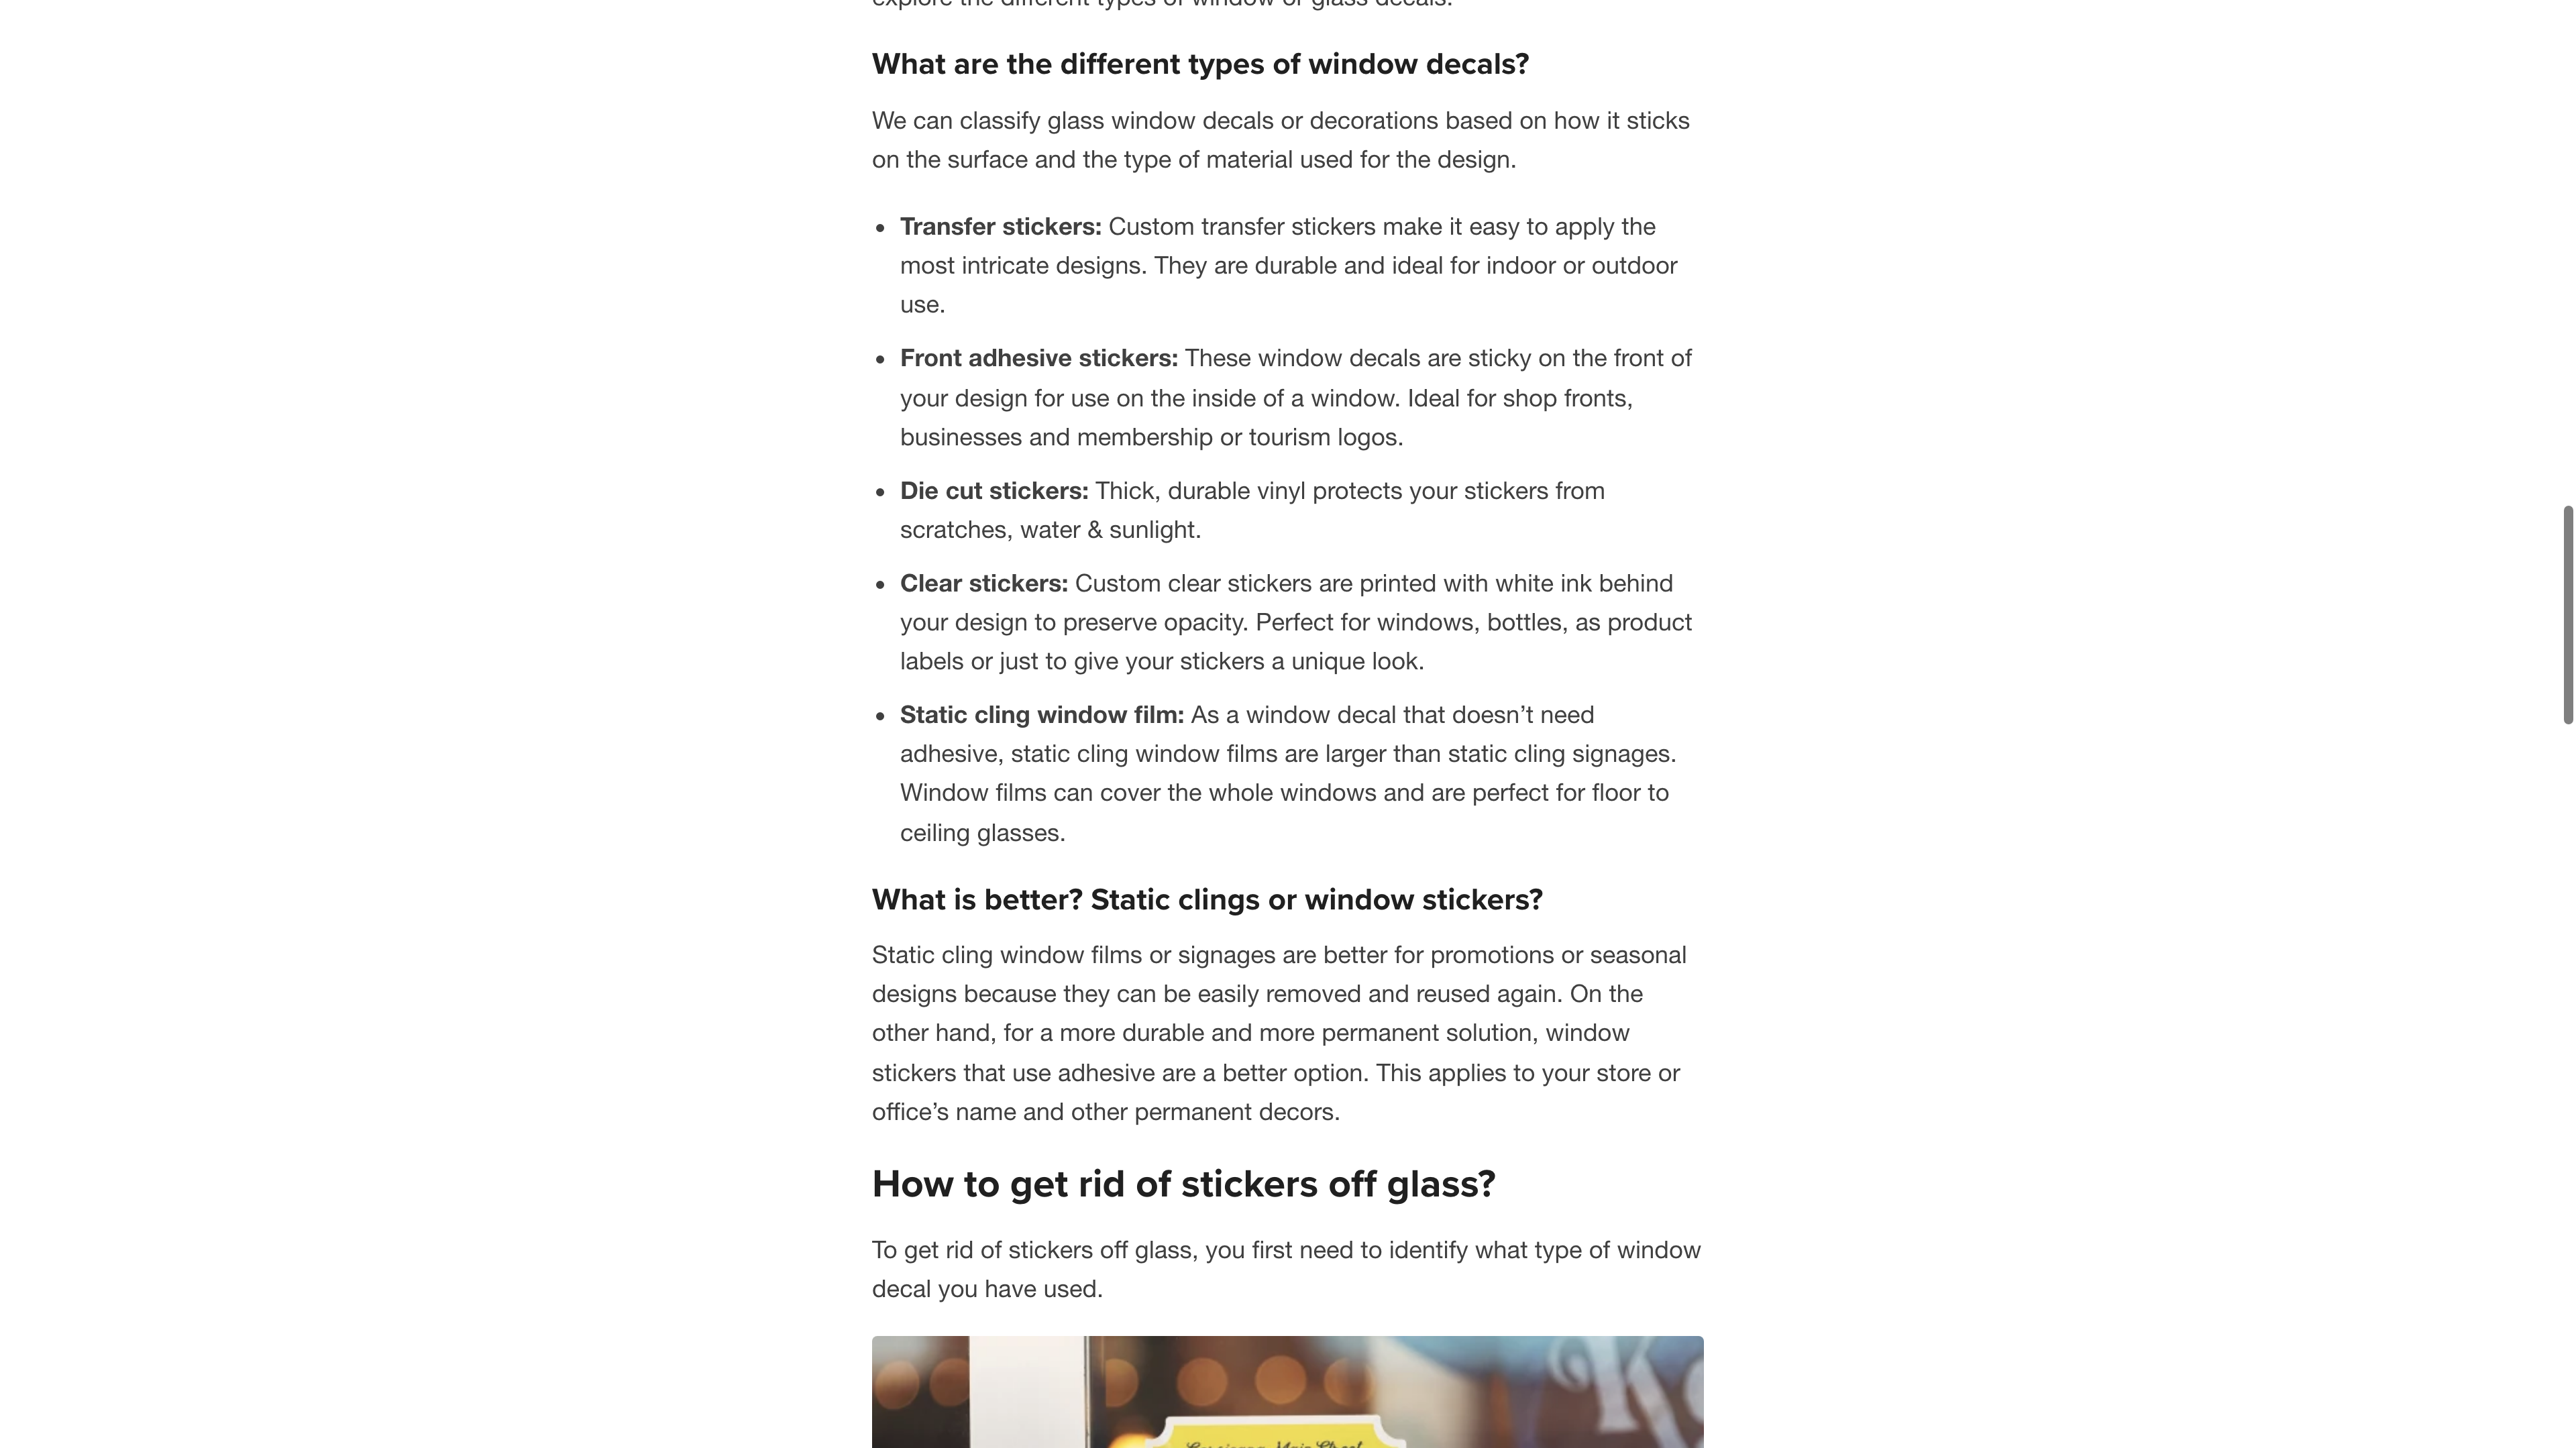 explore the different types of window or glass decals.
What are the different types of window decals?
We can classify glass window decals or decorations based on how it sticks
on the surface and the type of material used for the design.
• Transfer stickers: Custom transfer stickers make it easy to apply the
most intricate designs. They are durable and ideal for indoor or outdoor
use.
• Front adhesive stickers: These window decals are sticky on the front of
your design for use on the inside of a window. Ideal for shop fronts,
businesses and membership or tourism logos.
• Die cut stickers: Thick, durable vinyl protects your stickers from
scratches, water & sunlight.
• Clear stickers: Custom clear stickers are printed with white ink behind
your design to preserve opacity. Perfect for windows, bottles, as product
labels or just to give your stickers a unique look.
• Static cling window film: As a window decal that doesn’t need
adhesive, static cling window films are larger than static cling signages.
Window films can cover the whole windows and are perfect for floor to
ceiling glasses.
What is better? Static clings or window stickers?
Static cling window films or signages are better for promotions or seasonal
designs because they can be easily removed and reused again. On the
other hand, for a more durable and more permanent solution, window
stickers that use adhesive are a better option. This applies to your store or
office’s name and other permanent decors.
How to get rid of stickers off glass?
To get rid of stickers off glass, you first need to identify what type of window
decal you have used.
Main Street